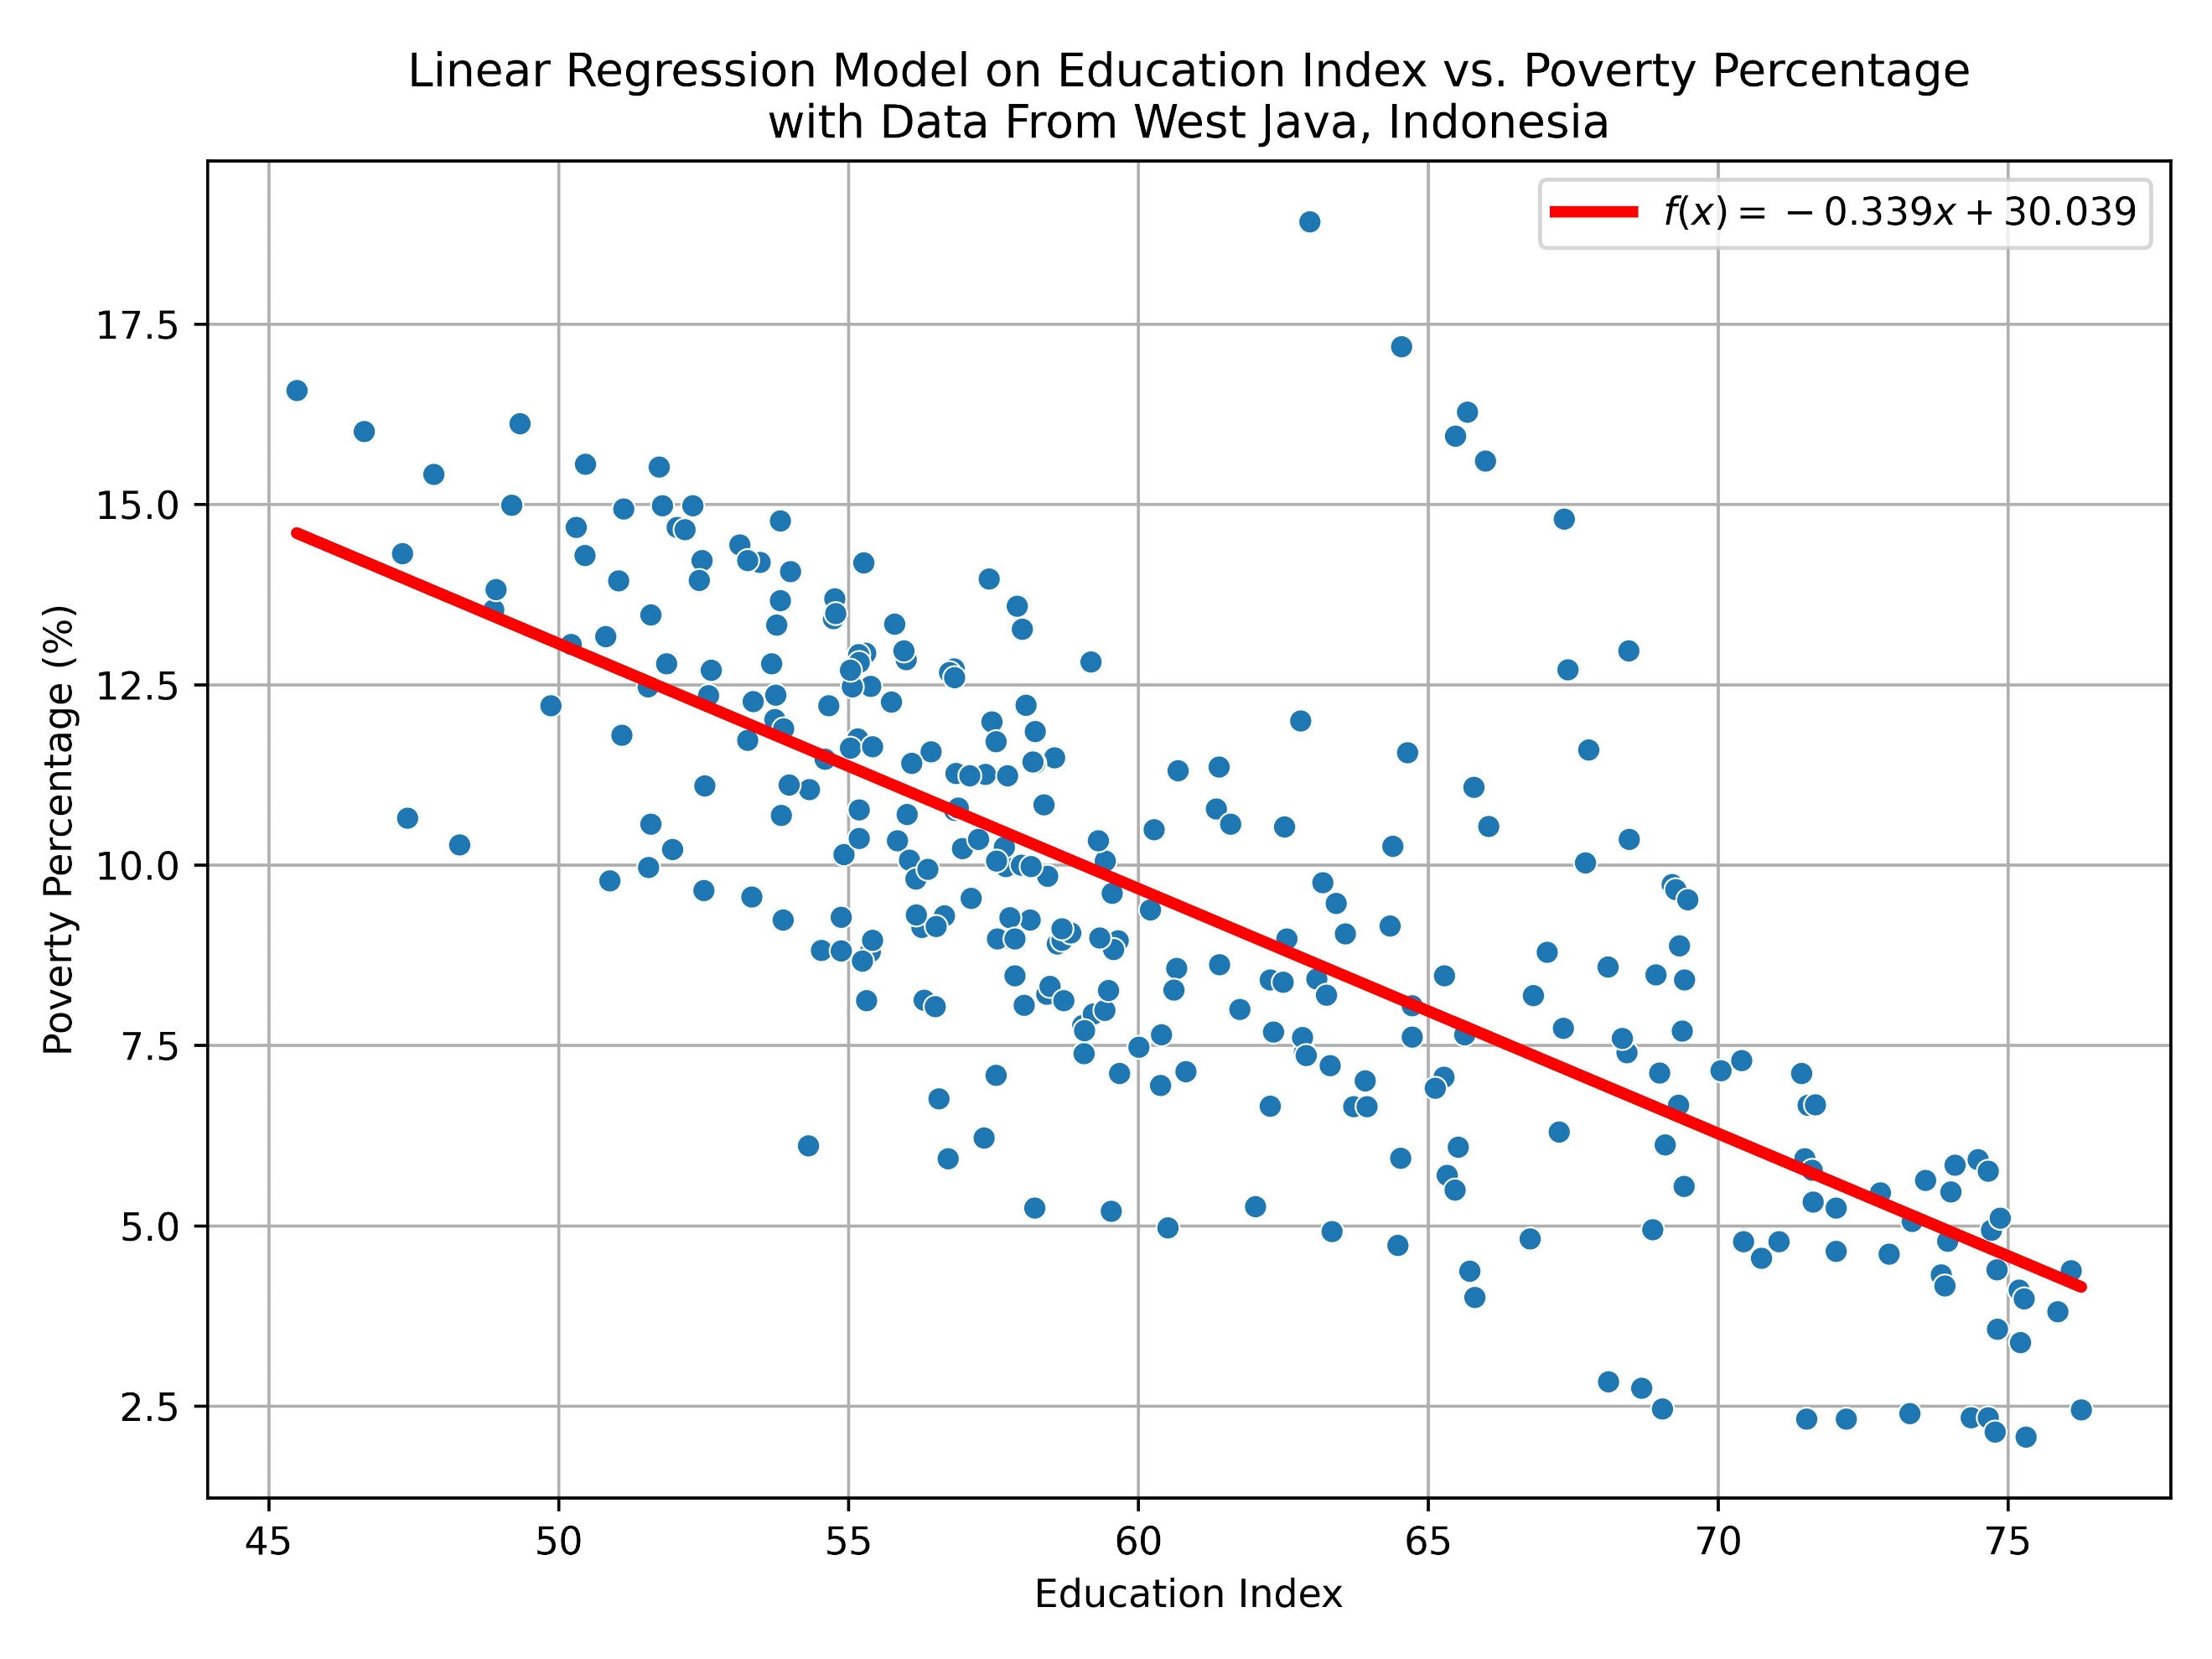 Linear Regression Model on Education Index vs. Poverty Percentage
with Data From West Java, Indonesia
f(x) = −0.339x + 30.039
Poverty Percentage (%)
17.5
15.0
12.5
10.0
7.5
5.0
2.5
45 50 55 60 65 70 75
Education Index